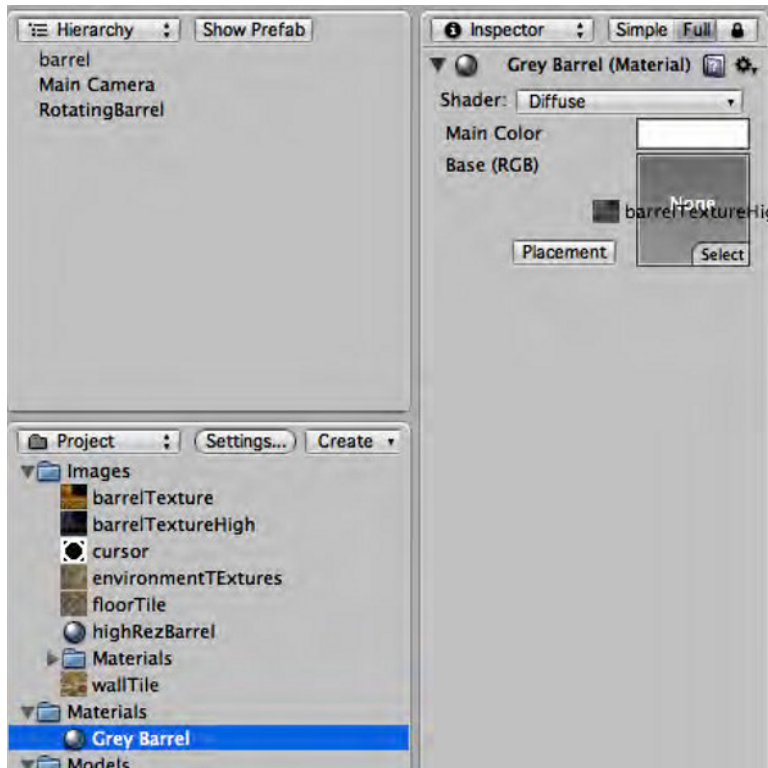 Hierarchy Show Prefab
barrel
Main Camera
RotatingBarrel
Inspector Simple Full
Grey Barrel (Material)
Shader: Diffuse
Main Color
Base (RGB)
None
barrelTextureHig
Placement Select
Project Settings... Create
Images
barrelTexture
barrelTextureHigh
cursor
environmentTExtures
floorTile
highRezBarrel
Materials
wallTile
Materials
Grey Barrel
Models